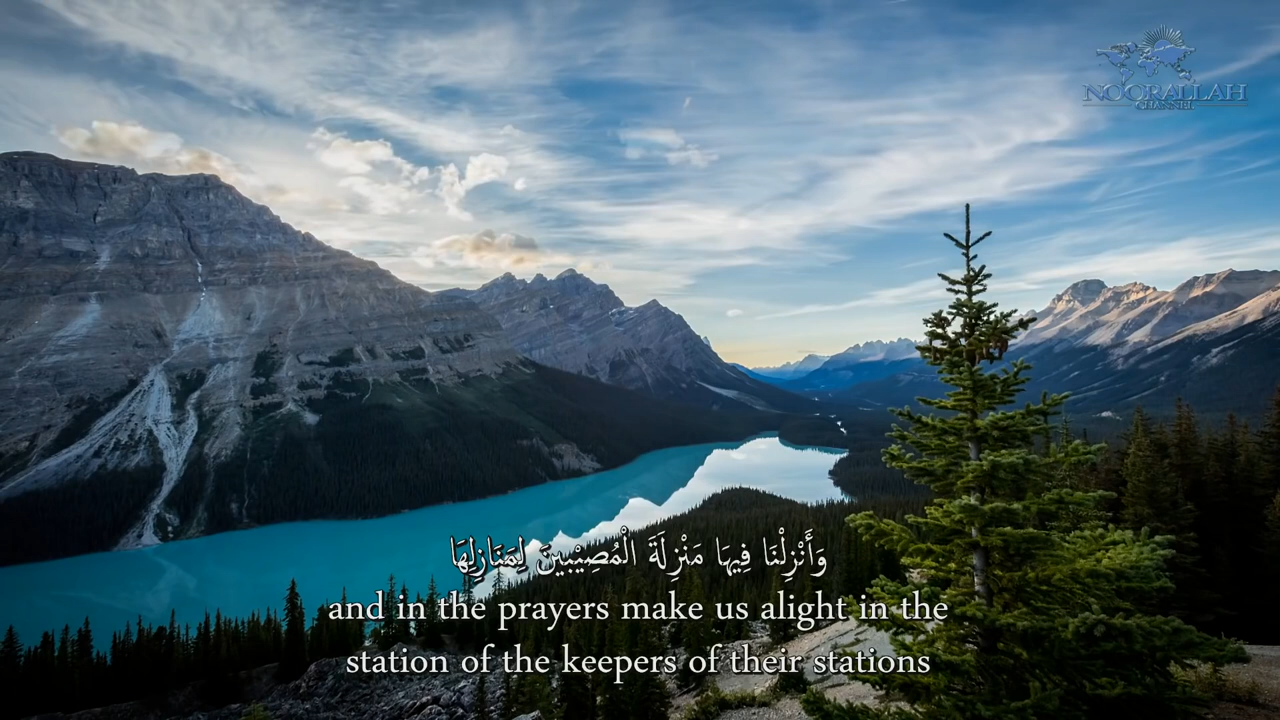 NOORALLAH
CHANNEL
وَأَنْزِلْنَا فِيهَا مَنْزِلَةَ الْمُصِيْبِينَ لِمَنَازِلِهَا
and in the prayers make us alight in the
station of the keepers of their stations